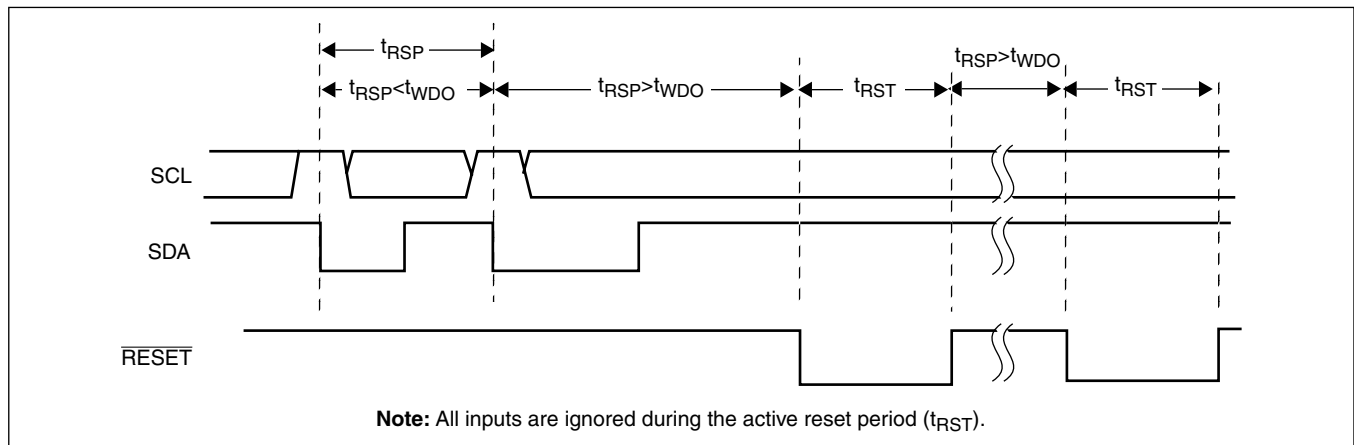 tRSP
tRSP<tWDO
tRSP>tWDO
tRST
tRSP>tWDO
tRST
SCL
SDA
RESET
Note: All inputs are ignored during the active reset period (tRST).